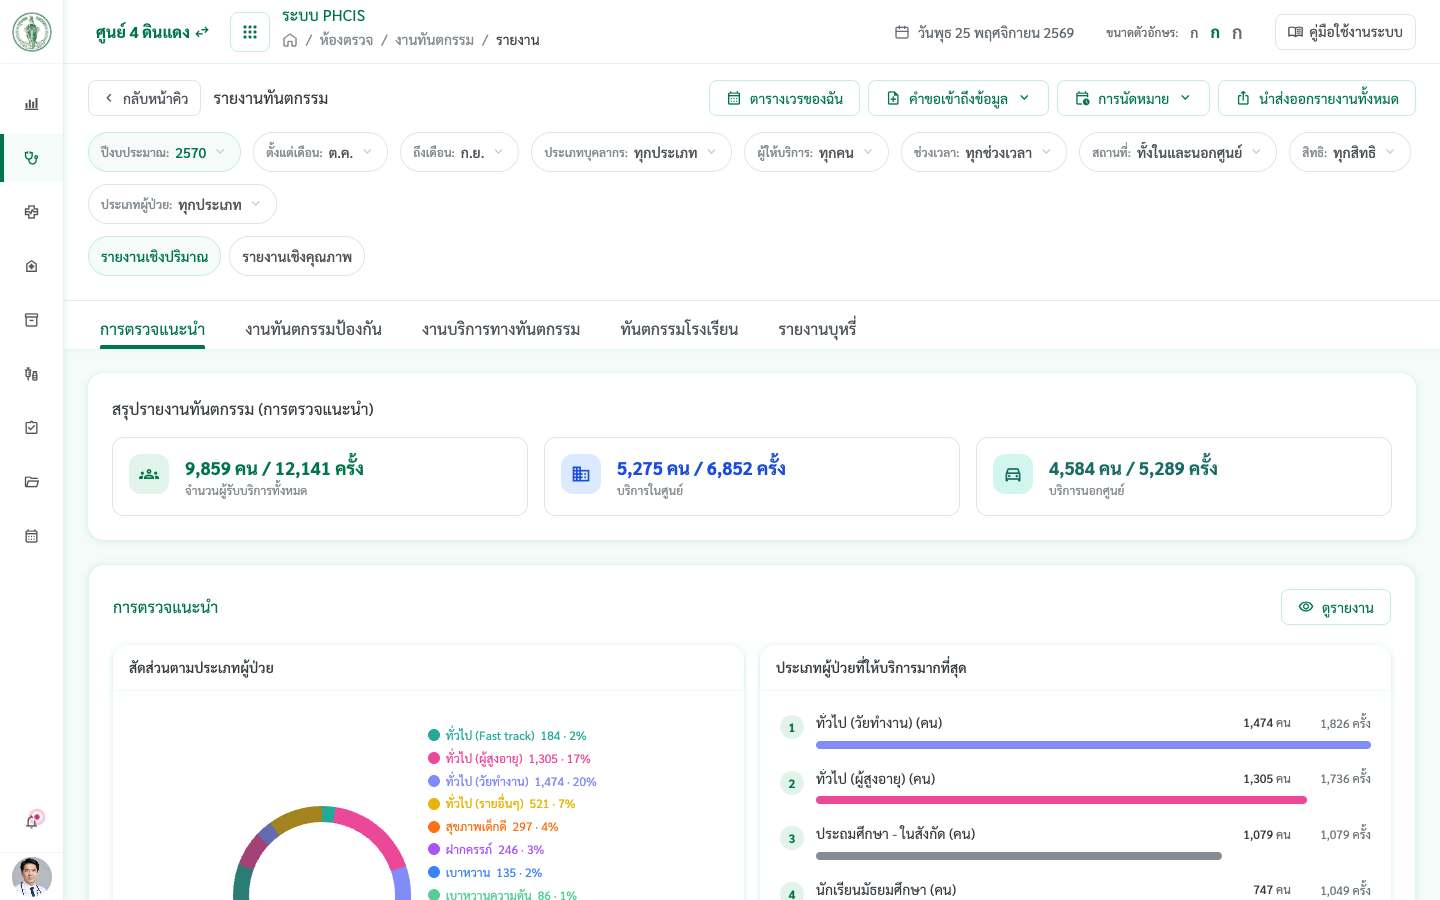 ศูนย์ 4 ดินแดง
ระบบ PHCIS
/ ห้องตรวจ / งานทันตกรรม / รายงาน
วันพุธ 25 พฤศจิกายน 2569
ขนาดตัวอักษร: ก ก ก
คู่มือใช้งานระบบ
กลับหน้าคิว
รายงานทันตกรรม
ตารางเวรของฉัน
คำขอเข้าถึงข้อมูล
การนัดหมาย
นำส่งออกรายงานทั้งหมด
ปีงบประมาณ: 2570
ตั้งแต่เดือน: ต.ค.
ถึงเดือน: ก.ย.
ประเภทบุคลากร: ทุกประเภท
ผู้ให้บริการ: ทุกคน
ช่วงเวลา: ทุกช่วงเวลา
สถานที่: ทั้งในและนอกศูนย์
สิทธิ: ทุกสิทธิ
ประเภทผู้ป่วย: ทุกประเภท
รายงานเชิงปริมาณ
รายงานเชิงคุณภาพ
การตรวจแนะนำ
งานทันตกรรมป้องกัน
งานบริการทางทันตกรรม
ทันตกรรมโรงเรียน
รายงานบุหรี่
สรุปรายงานทันตกรรม (การตรวจแนะนำ)
9,859 คน / 12,141 ครั้ง
จำนวนผู้รับบริการทั้งหมด
5,275 คน / 6,852 ครั้ง
บริการในศูนย์
4,584 คน / 5,289 ครั้ง
บริการนอกศูนย์
การตรวจแนะนำ
ดูรายงาน
สัดส่วนตามประเภทผู้ป่วย
ทั่วไป (Fast track) 184 · 2%
ทั่วไป (ผู้สูงอายุ) 1,305 · 17%
ทั่วไป (วัยทำงาน) 1,474 · 20%
ทั่วไป (รายอื่นๆ) 521 · 7%
สุขภาพเด็กดี 297 · 4%
ฝากครรภ์ 246 · 3%
เบาหวาน 135 · 2%
เบาหวานความดัน 86 · 1%
ประเภทผู้ป่วยที่ให้บริการมากที่สุด
1 ทั่วไป (วัยทำงาน) (คน) 1,474 คน 1,826 ครั้ง
2 ทั่วไป (ผู้สูงอายุ) (คน) 1,305 คน 1,736 ครั้ง
3 ประถมศึกษา - ในสังกัด (คน) 1,079 คน 1,079 ครั้ง
4 นักเรียนมัธยมศึกษา (คน) 747 คน 1,049 ครั้ง